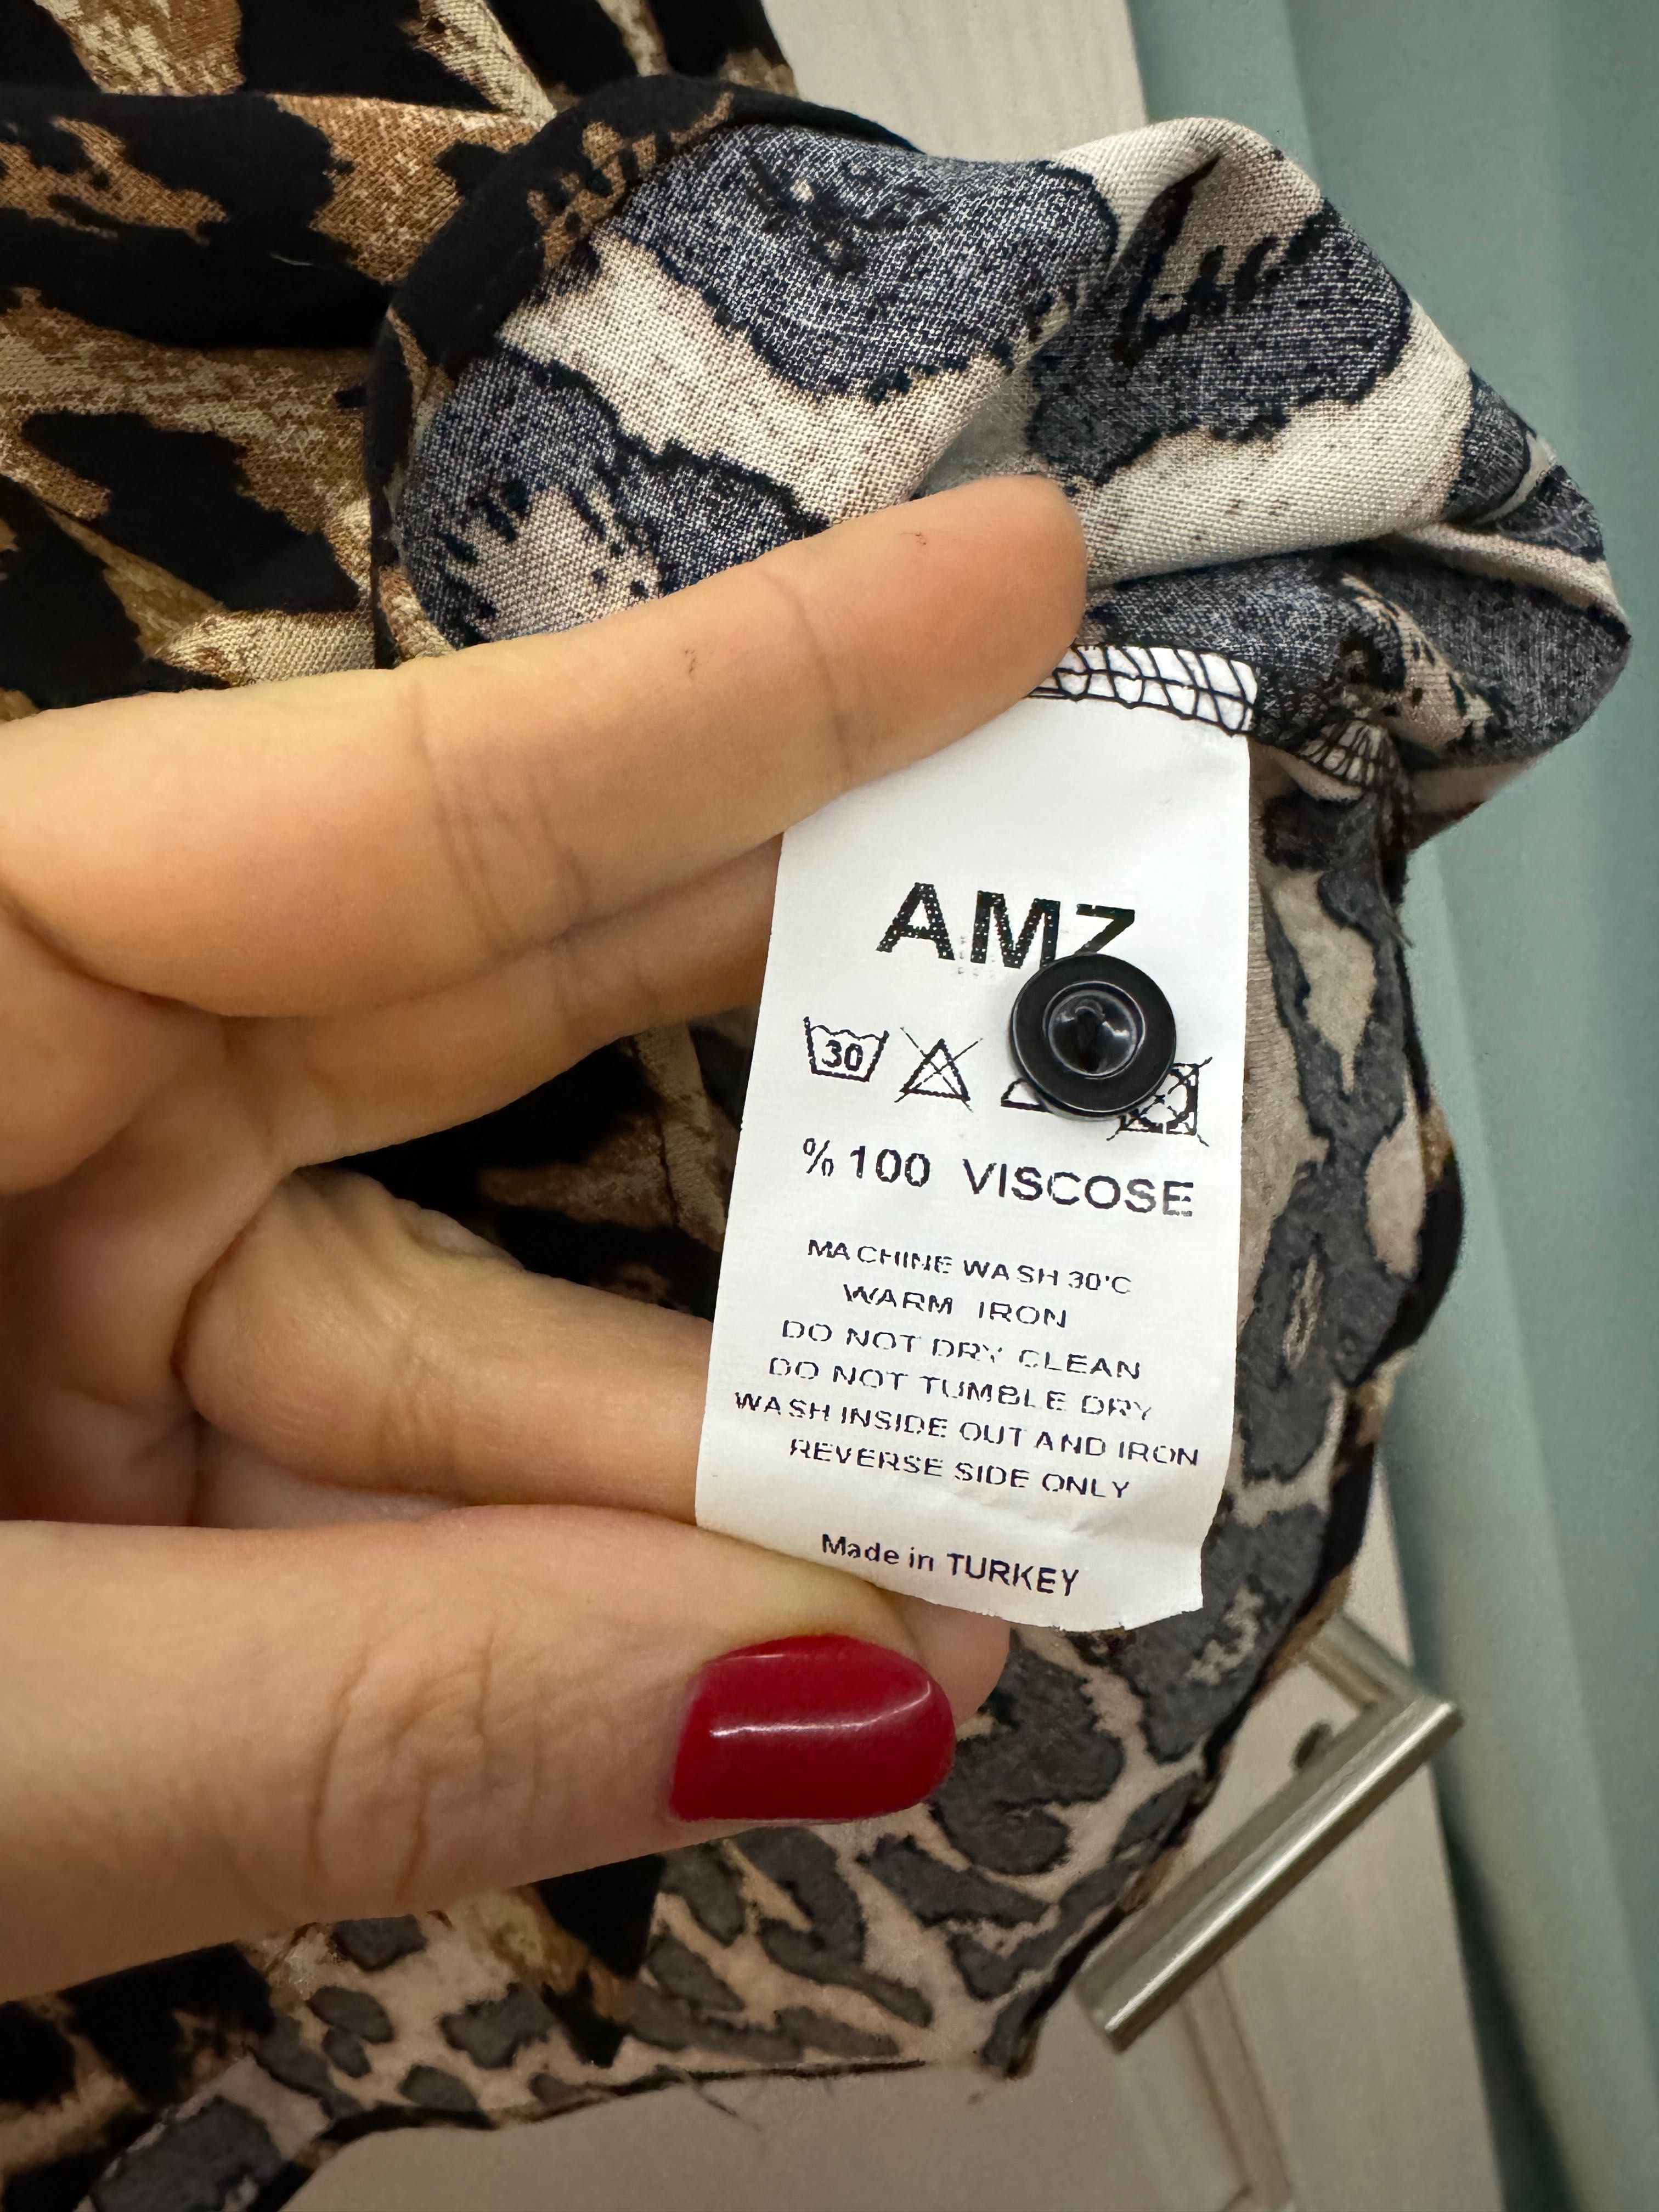 AMZ
30
% 100 VISCOSE
MACHINE WASH 30'C
WARM IRON
DO NOT DRY CLEAN
DO NOT TUMBLE DRY
WASH INSIDE OUT AND IRON
REVERSE SIDE ONLY
Made in TURKEY